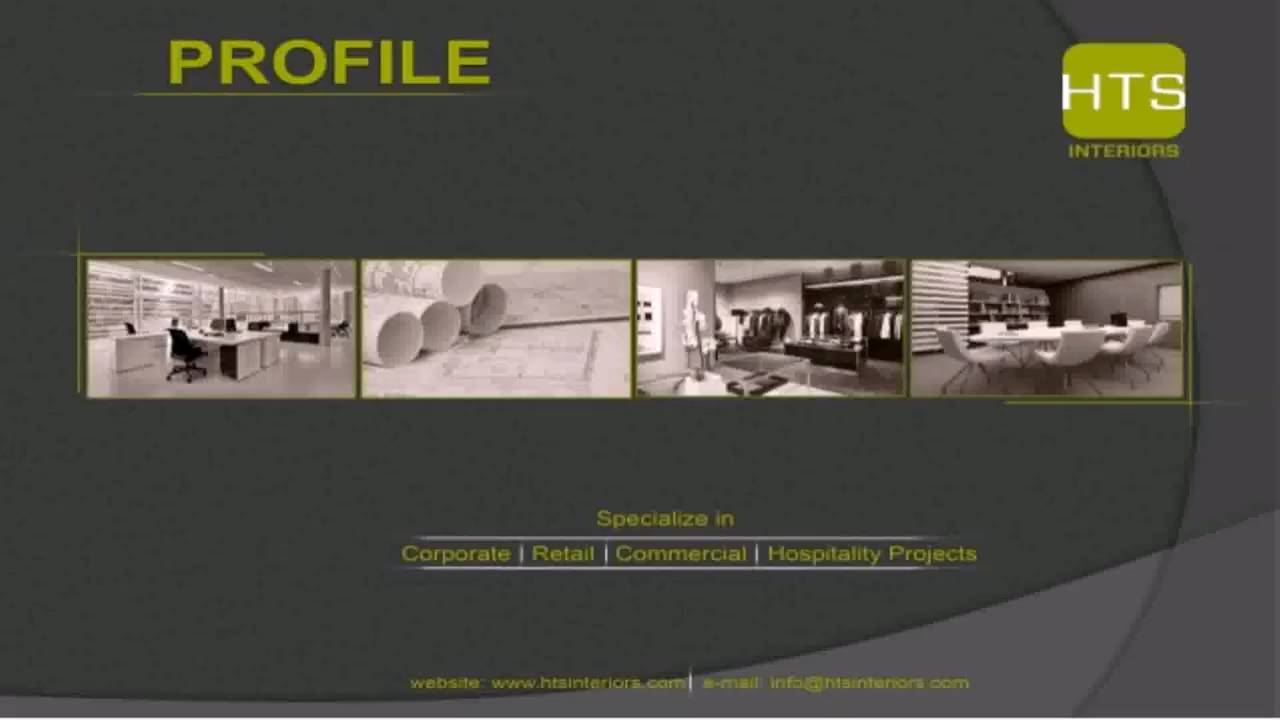 PROFILE
HTS
INTERIORS
Specialize in
Corporate | Retail | Commercial | Hospitality Projects
website: www.htsinteriors.com | e-mail: info@htsinteriors.com